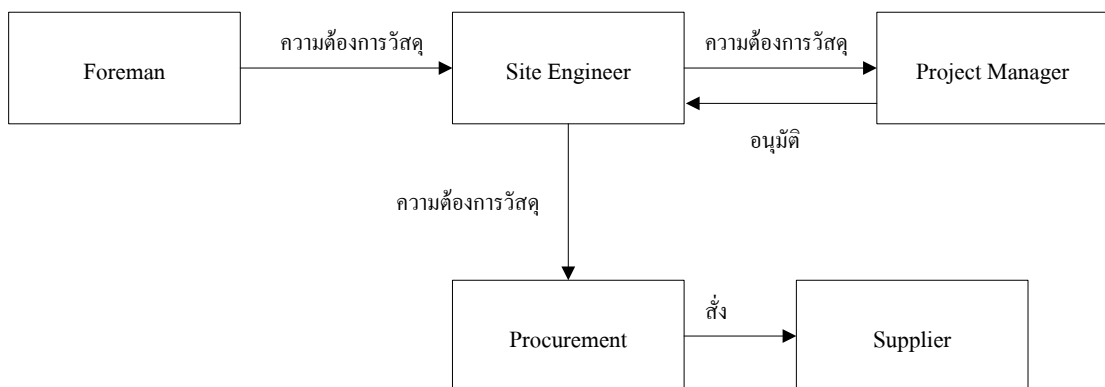 ความต้องการวัสดุ
ความต้องการวัสดุ
Foreman
Site Engineer
Project Manager
อนุมัติ
ความต้องการวัสดุ
สั่ง
Procurement
Supplier